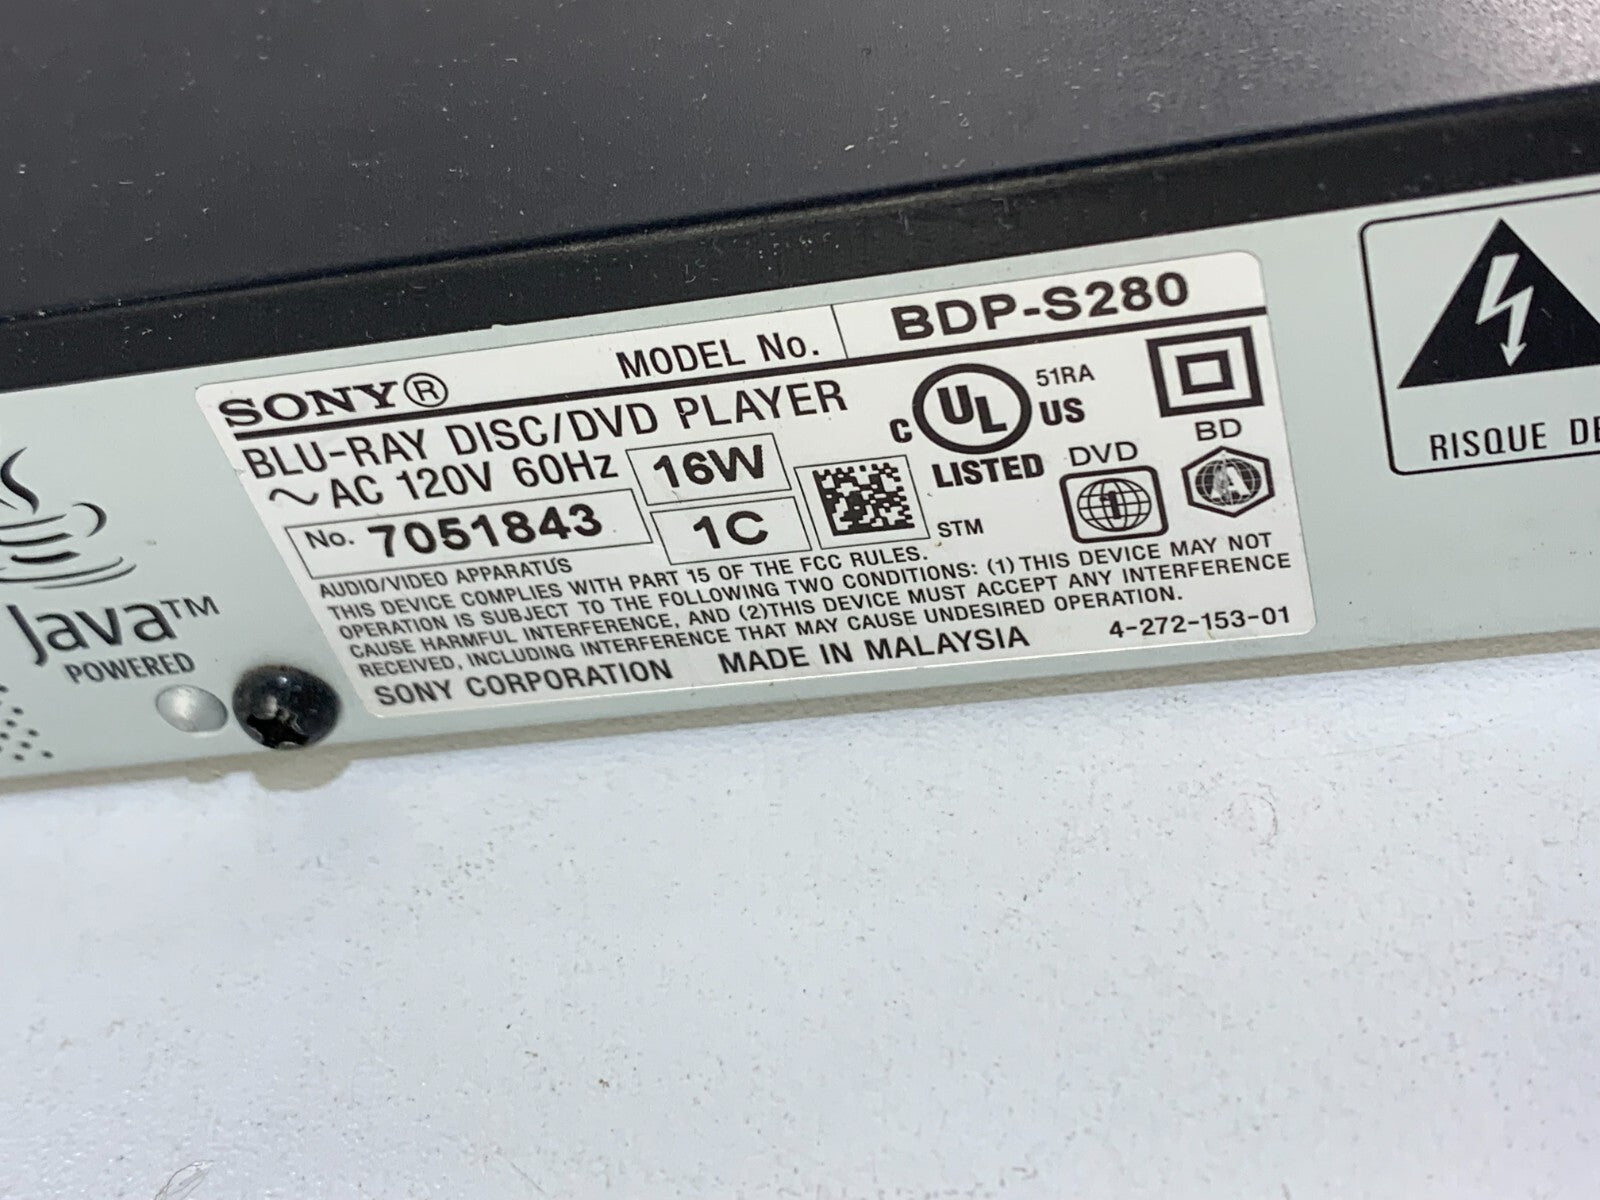 SONY® MODEL No. BDP-S280
BLU-RAY DISC/DVD PLAYER
～AC 120V 60Hz 16W
No. 7051843 1C
C UL US 51RA
LISTED
STM
DVD
1
BD
A
AUDIO/VIDEO APPARATUS
THIS DEVICE COMPLIES WITH PART 15 OF THE FCC RULES.
OPERATION IS SUBJECT TO THE FOLLOWING TWO CONDITIONS: (1) THIS DEVICE MAY NOT
CAUSE HARMFUL INTERFERENCE, AND (2)THIS DEVICE MUST ACCEPT ANY INTERFERENCE
RECEIVED, INCLUDING INTERFERENCE THAT MAY CAUSE UNDESIRED OPERATION.
SONY CORPORATION MADE IN MALAYSIA 4-272-153-01
Java™
POWERED
RISQUE DE